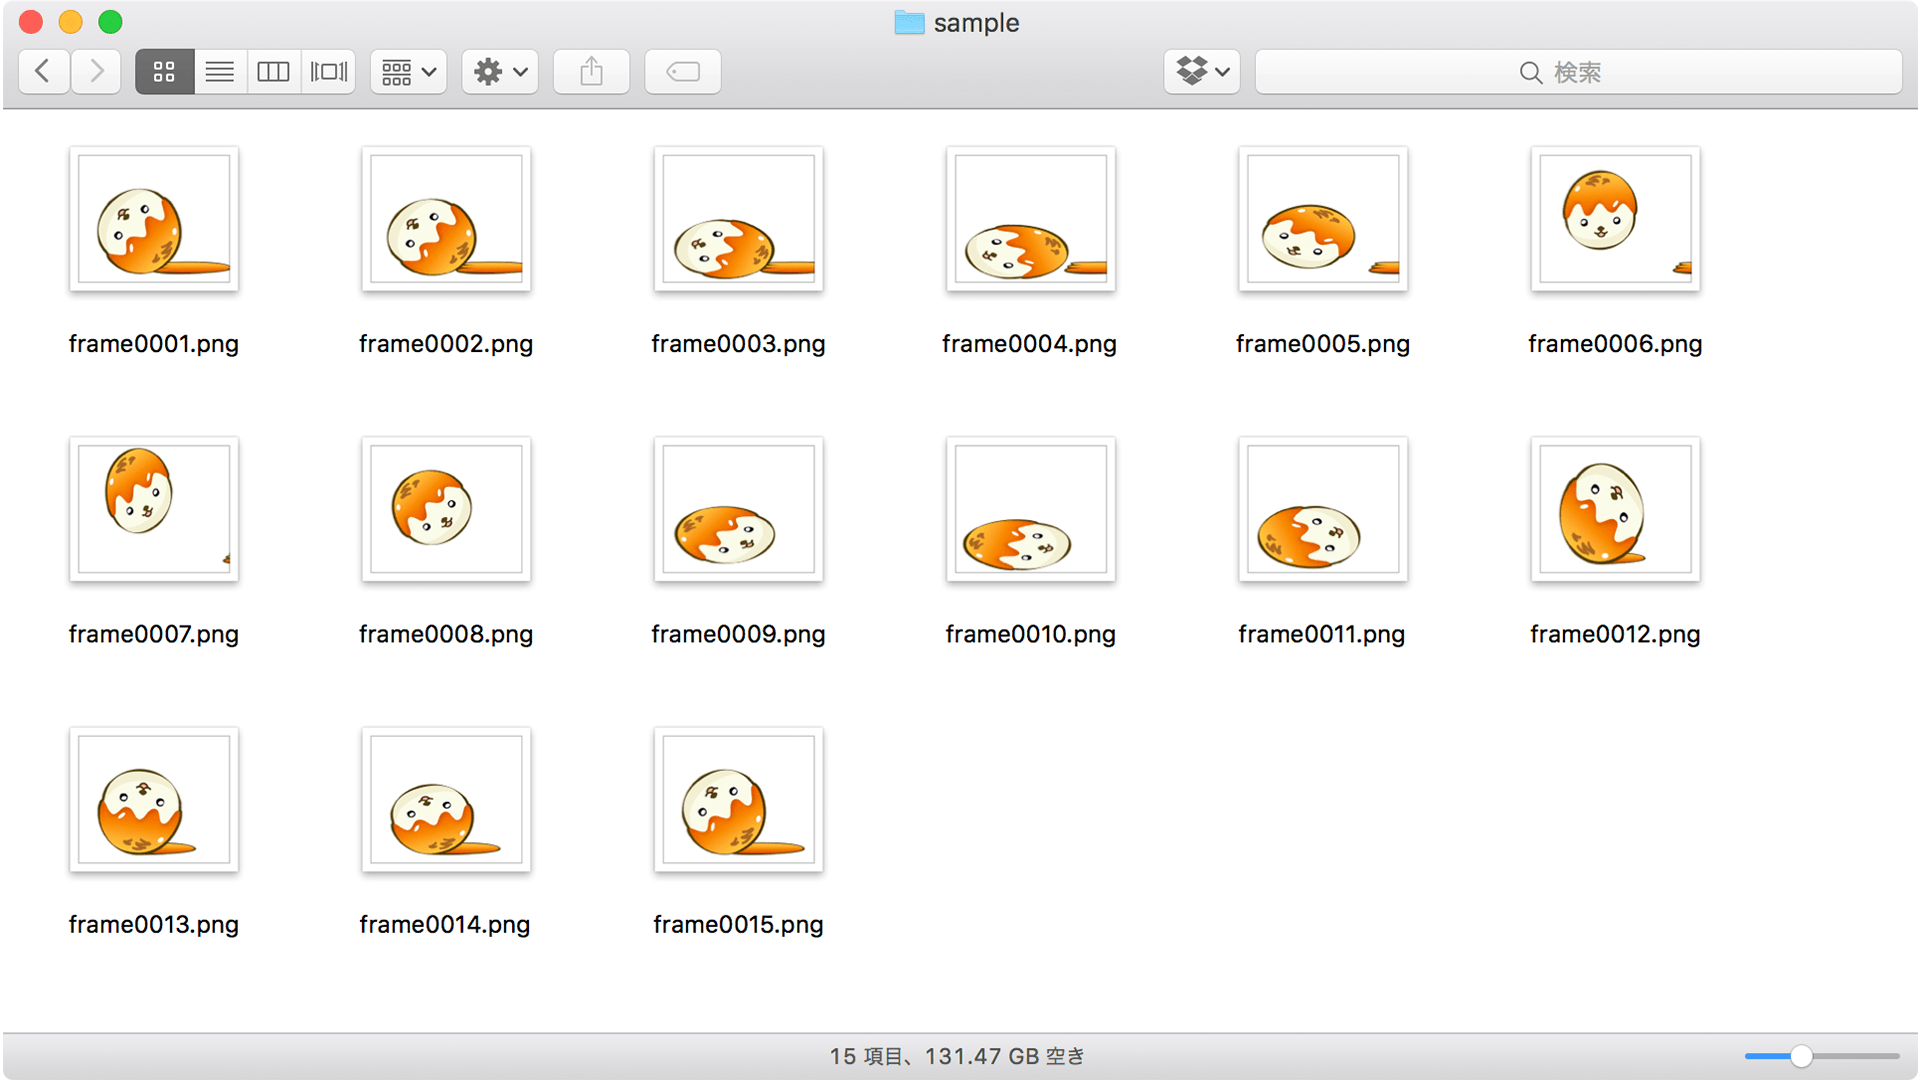 sample
検索
frame0001.png
frame0002.png
frame0003.png
frame0004.png
frame0005.png
frame0006.png
frame0007.png
frame0008.png
frame0009.png
frame0010.png
frame0011.png
frame0012.png
frame0013.png
frame0014.png
frame0015.png
15 項目、131.47 GB 空き